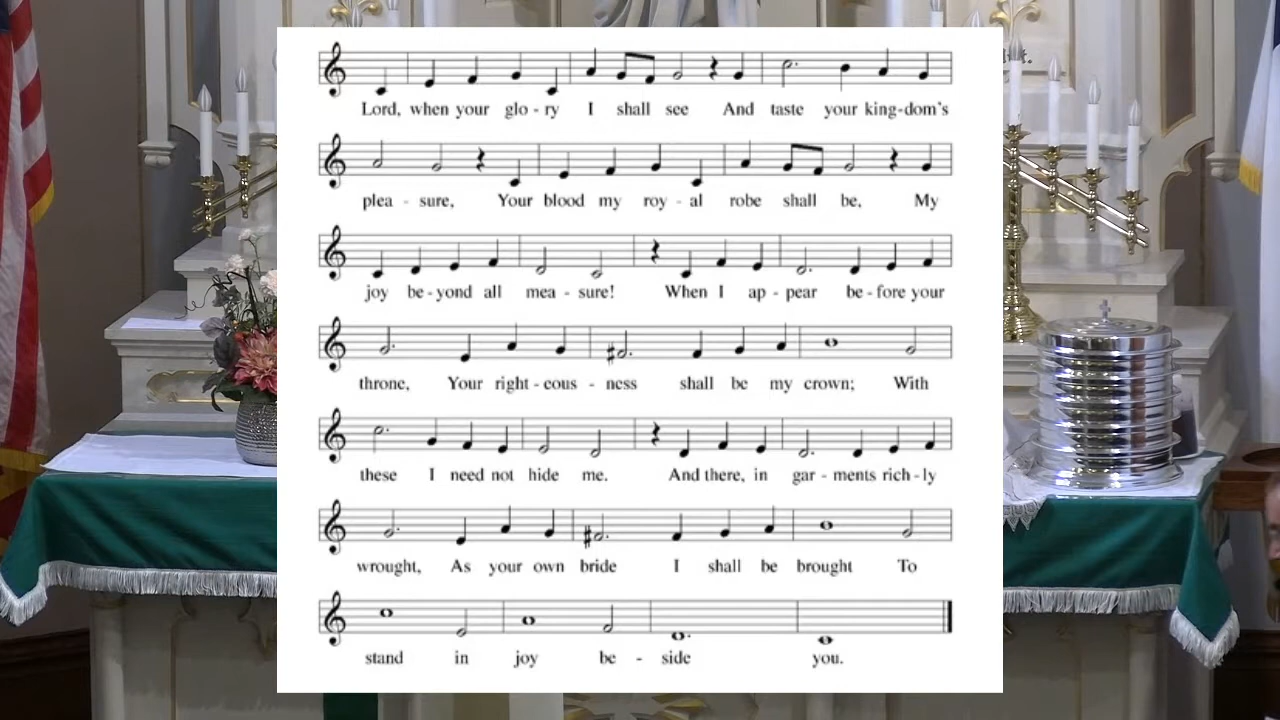 Lord, when your glo - ry I shall see And taste your king-dom's
plea - sure, Your blood my roy - al robe shall be, My
joy be - yond all mea - sure! When I ap - pear be - fore your
throne, Your right - eous - ness shall be my crown; With
these I need not hide me. And there, in gar - ments rich - ly
wrought, As your own bride I shall be brought To
stand in joy be - side you.